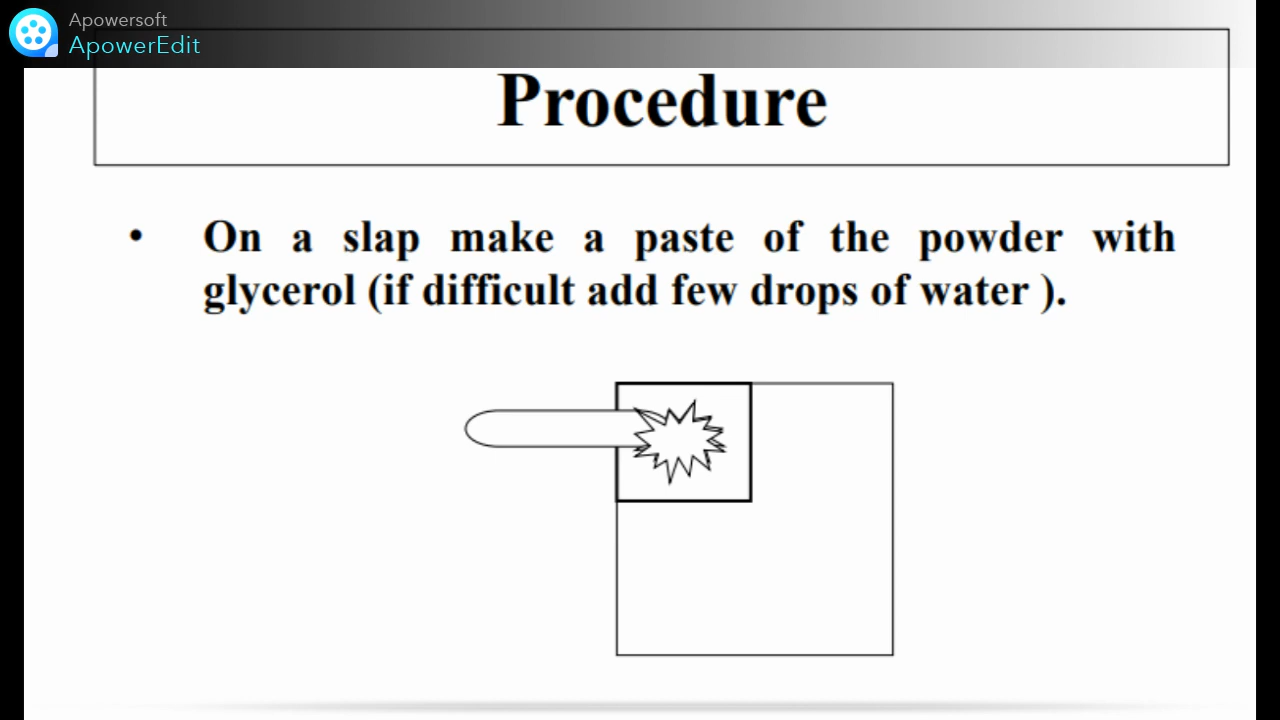 Apowersoft
ApowerEdit
Procedure
• On a slap make a paste of the powder with
glycerol (if difficult add few drops of water ).